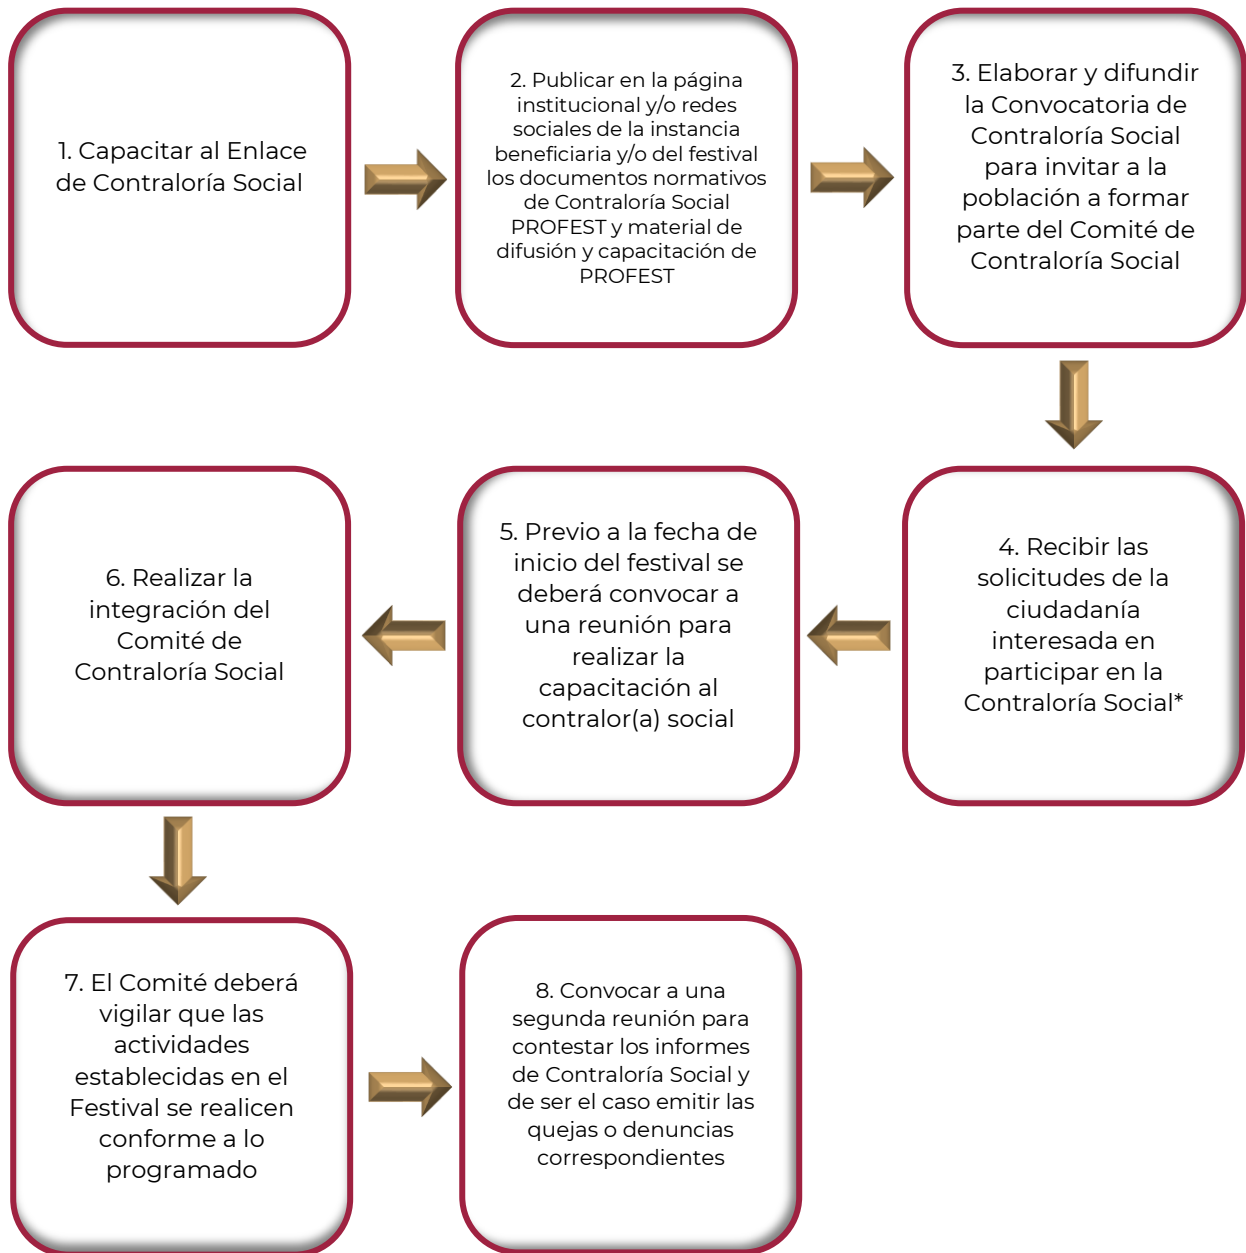 1. Capacitar al Enlace
de Contraloría Social
2. Publicar en la página
institucional y/o redes
sociales de la instancia
beneficiaria y/o del festival
los documentos normativos
de Contraloría Social
PROFEST y material de
difusión y capacitación de
PROFEST
3. Elaborar y difundir
la Convocatoria de
Contraloría Social
para invitar a la
población a formar
parte del Comité de
Contraloría Social
4. Recibir las
solicitudes de la
ciudadanía
interesada en
participar en la
Contraloría Social*
5. Previo a la fecha de
inicio del festival se
deberá convocar a
una reunión para
realizar la
capacitación al
contralor(a) social
6. Realizar la
integración del
Comité de
Contraloría Social
7. El Comité deberá
vigilar que las
actividades
establecidas en el
Festival se realicen
conforme a lo
programado
8. Convocar a una
segunda reunión para
contestar los informes
de Contraloría Social y
de ser el caso emitir las
quejas o denuncias
correspondientes